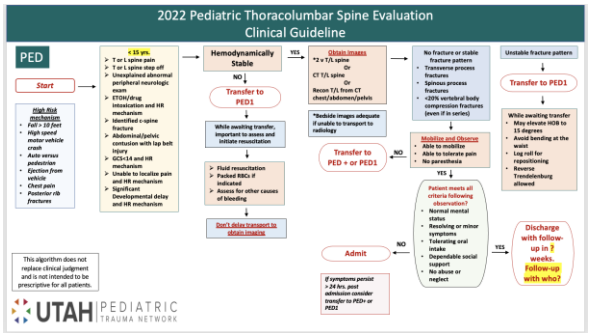 2022 Pediatric Thoracolumbar Spine Evaluation
Clinical Guideline
PED
Start
High Risk
mechanism
• Fall > 10 feet
• High speed
motor vehicle
crash
• Auto versus
pedestrian
• Ejection from
vehicle
• Chest pain
• Posterior rib
fractures
< 15 yrs.
➢ T or L spine pain
➢ T or L spine step off
➢ Unexplained abnormal
peripheral neurologic
exam
➢ ETOH/drug
intoxication and HR
mechanism
➢ Identified c-spine
fracture
➢ Abdominal/pelvic
contusion with lap belt
injury
➢ GCS<14 and HR
mechanism
➢ Unable to localize pain
and HR mechanism
➢ Significant
Developmental delay
and HR mechanism
Hemodynamically
Stable
YES
NO
Transfer to
PED1
While awaiting transfer,
important to assess and
initiate resuscitation
➢ Fluid resuscitation
➢ Packed RBCs if
indicated
➢ Assess for other causes
of bleeding
Don't delay transport to
obtain imaging
Obtain Images
*2 v T/L spine
Or
CT T/L spine
Or
Recon T/L from CT
chest/abdomen/pelvis
*Bedside images adequate
if unable to transport to
radiology
No fracture or stable
fracture pattern
• Transverse process
fractures
• Spinous process
fractures
• <20% vertebral body
compression fractures
(even if in series)
Mobilize and Observe
• Able to mobilize
• Able to tolerate pain
• No paresthesia
NO
Transfer to
PED + or PED1
YES
Patient meets all
criteria following
observation?
• Normal mental
status
• Resolving or minor
symptoms
• Tolerating oral
intake
• Dependable social
support
• No abuse or
neglect
NO
Admit
If symptoms persist
> 24 hrs. post
admission consider
transfer to PED+ or
PED1
YES
Discharge
with follow-
up in ?
weeks.
Follow-up
with who?
Unstable fracture pattern
Transfer to PED1
While awaiting transfer
• May elevate HOB to
15 degrees
• Avoid bending at the
waist
• Log roll for
repositioning
• Reverse
Trendelenburg
allowed
This algorithm does not
replace clinical judgment
and is not intended to be
prescriptive for all patients.
UTAH PEDIATRIC
TRAUMA NETWORK